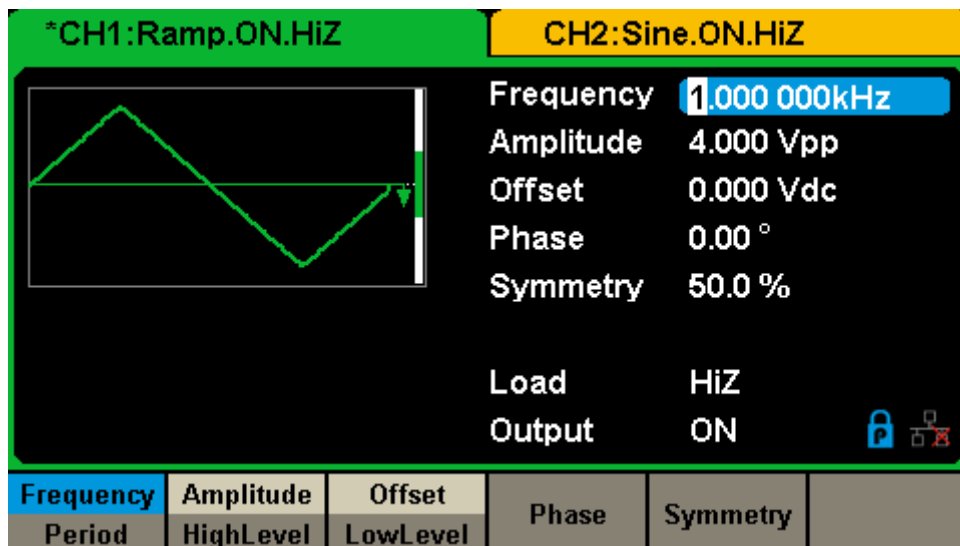 *CH1:Ramp.ON.HiZ CH2:Sine.ON.HiZ
Frequency 1.000 000kHz
Amplitude 4.000 Vpp
Offset 0.000 Vdc
Phase 0.00 °
Symmetry 50.0 %
Load HiZ
Output ON
P
Frequency Amplitude Offset Phase Symmetry
Period HighLevel LowLevel